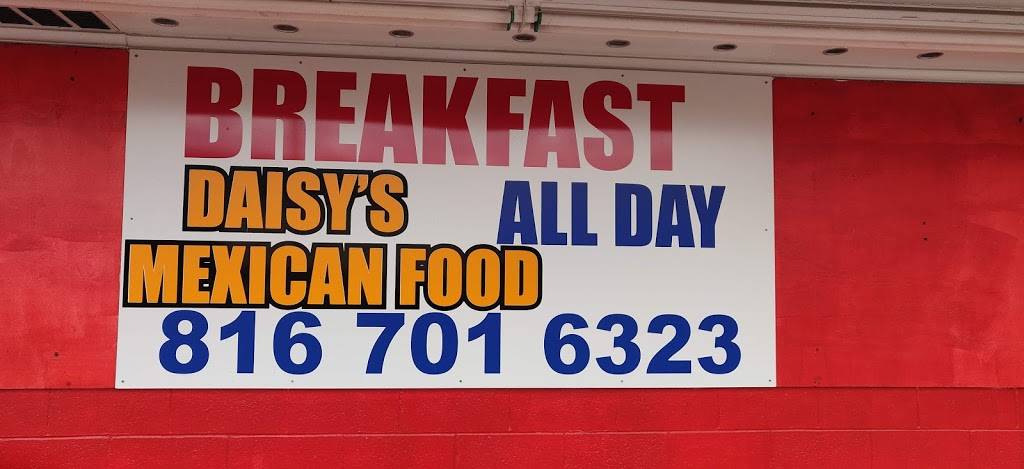 BREAKFAST
DAISY'S ALL DAY
MEXICAN FOOD
816 701 6323